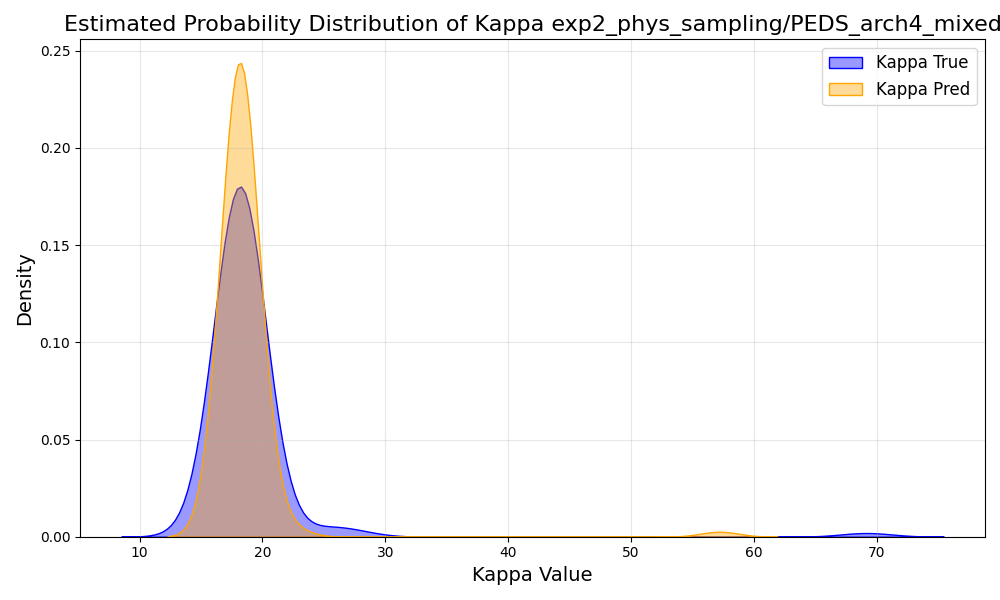 Estimated Probability Distribution of Kappa exp2_phys_sampling/PEDS_arch4_mixed
Kappa True
Kappa Pred
0.25
0.20
0.15
0.10
0.05
0.00
Density
10 20 30 40 50 60 70
Kappa Value